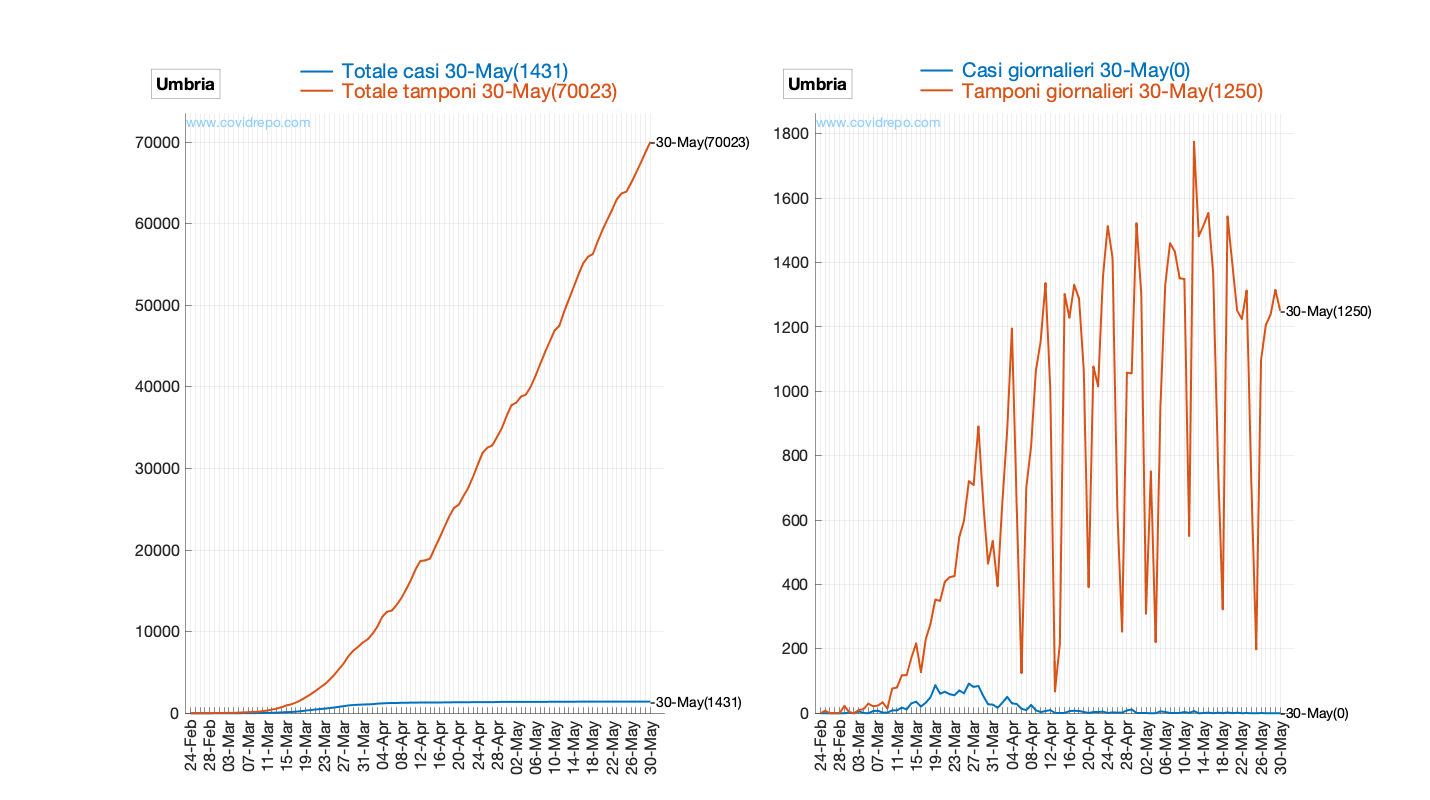 Umbria
Totale casi 30-May(1431)
Totale tamponi 30-May(70023)
www.covidrepo.com
70000
60000
50000
40000
30000
20000
10000
0
30-May(70023)
30-May(1431)
24-Feb
28-Feb
03-Mar
07-Mar
11-Mar
15-Mar
19-Mar
23-Mar
27-Mar
31-Mar
04-Apr
08-Apr
12-Apr
16-Apr
20-Apr
24-Apr
28-Apr
02-May
06-May
10-May
14-May
18-May
22-May
26-May
30-May
Umbria
Casi giornalieri 30-May(0)
Tamponi giornalieri 30-May(1250)
www.covidrepo.com
1800
1600
1400
1200
1000
800
600
400
200
0
30-May(1250)
30-May(0)
24-Feb
28-Feb
03-Mar
07-Mar
11-Mar
15-Mar
19-Mar
23-Mar
27-Mar
31-Mar
04-Apr
08-Apr
12-Apr
16-Apr
20-Apr
24-Apr
28-Apr
02-May
06-May
10-May
14-May
18-May
22-May
26-May
30-May